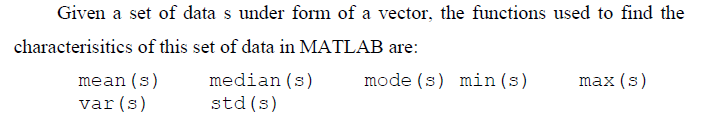 Given a set of data s under form of a vector, the functions used to find the
characterisitics of this set of data in MATLAB are:
mean(s) median(s) mode(s) min(s) max(s)
var(s) std(s)